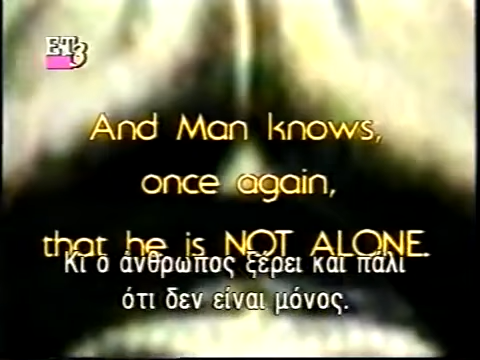 ET3
And Man knows,
once again,
that he is NOT ALONE.
Κι ο άνθρωπος ξέρει και πάλι
ότι δεν είναι μόνος.